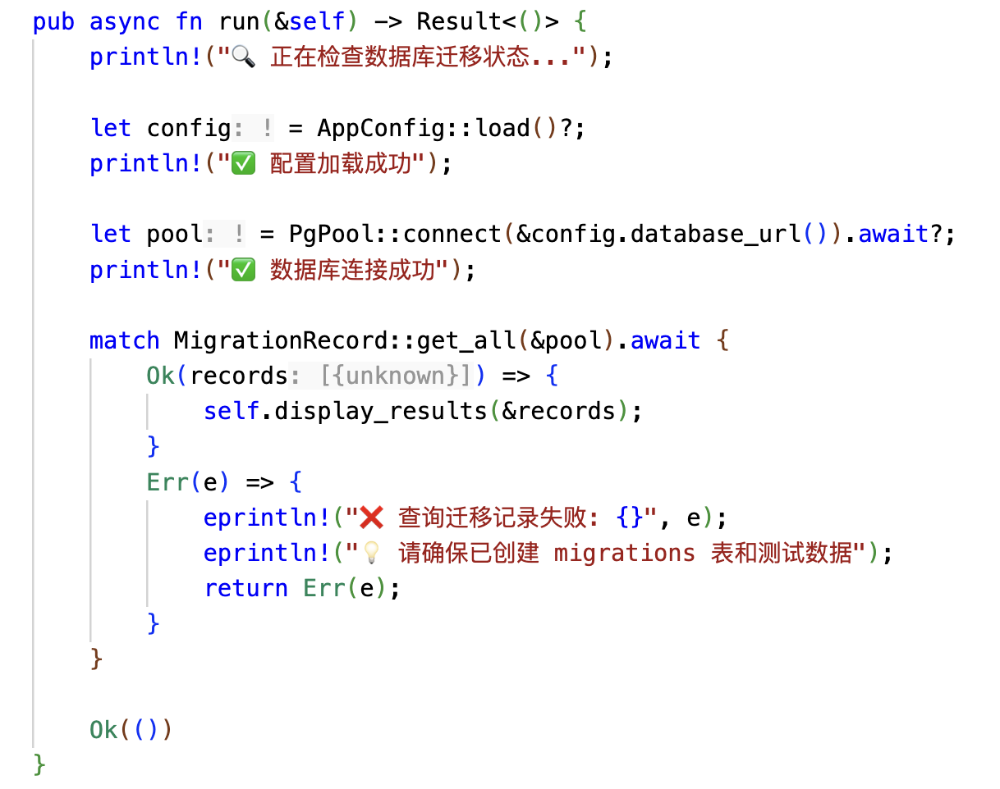 pub async fn run(&self) -> Result<()> {
println!("🔍 正在检查数据库迁移状态...");
let config: ! = AppConfig::load()?;
println!("✅ 配置加载成功");
let pool: ! = PgPool::connect(&config.database_url()).await?;
println!("✅ 数据库连接成功");
match MigrationRecord::get_all(&pool).await {
Ok(records: [{unknown}]) => {
self.display_results(&records);
}
Err(e) => {
eprintln!("❌ 查询迁移记录失败: {}", e);
eprintln!("💡 请确保已创建 migrations 表和测试数据");
return Err(e);
}
}
Ok(())
}